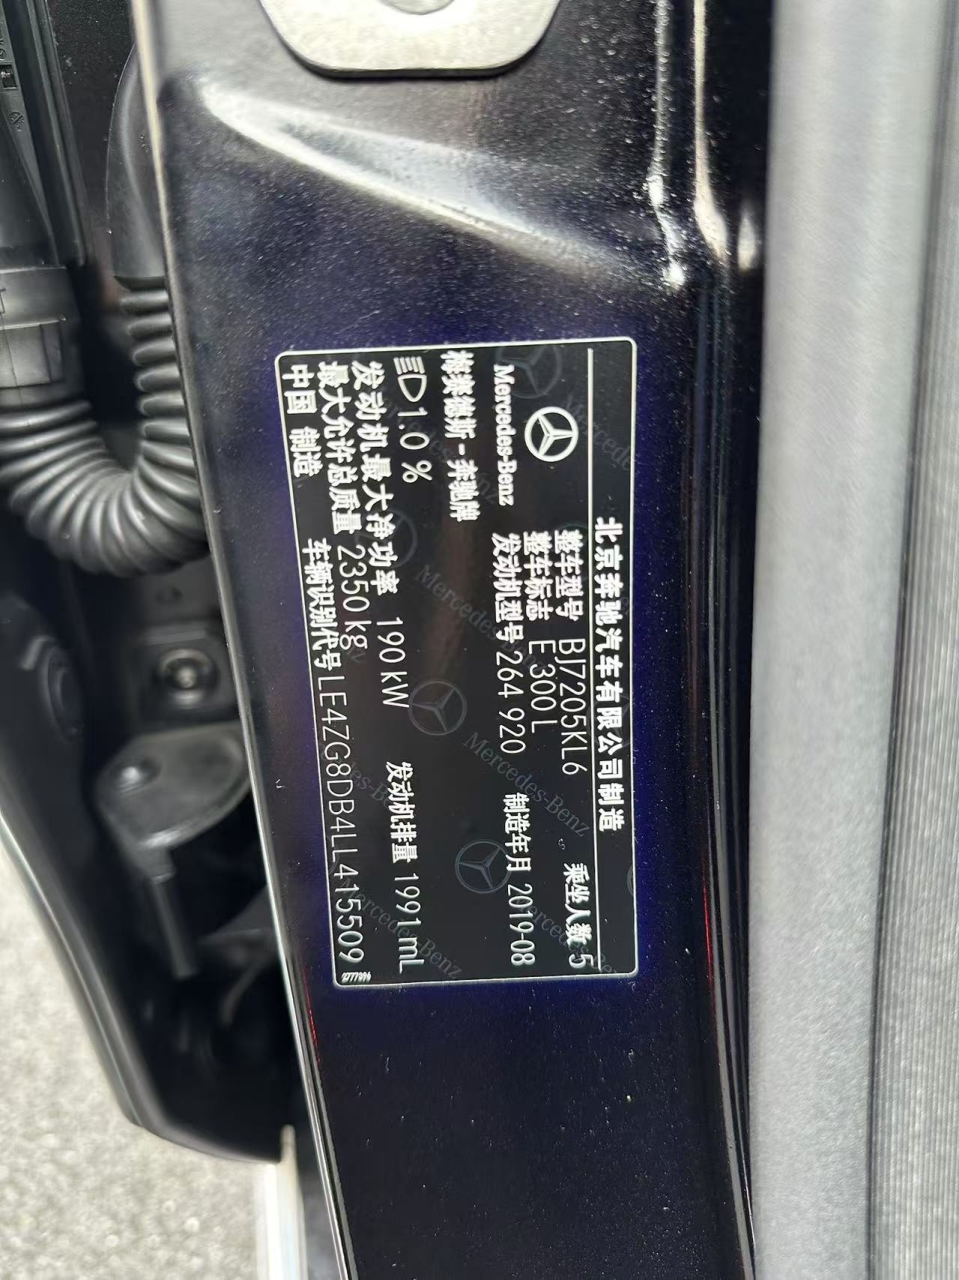 北京奔驰汽车有限公司制造
Mercedes-Benz
整车型号 BJ7205KL6 乘坐人数 5
整车标志 E 300 L
发动机型号 264 920 制造年月 2019-08
梅赛德斯-奔驰牌
1.0 %
发动机最大净功率 190 kW 发动机排量 1991 mL
最大允许总质量 2350 kg
中国 制造 车辆识别代号 LE4ZG8DB4LL415509